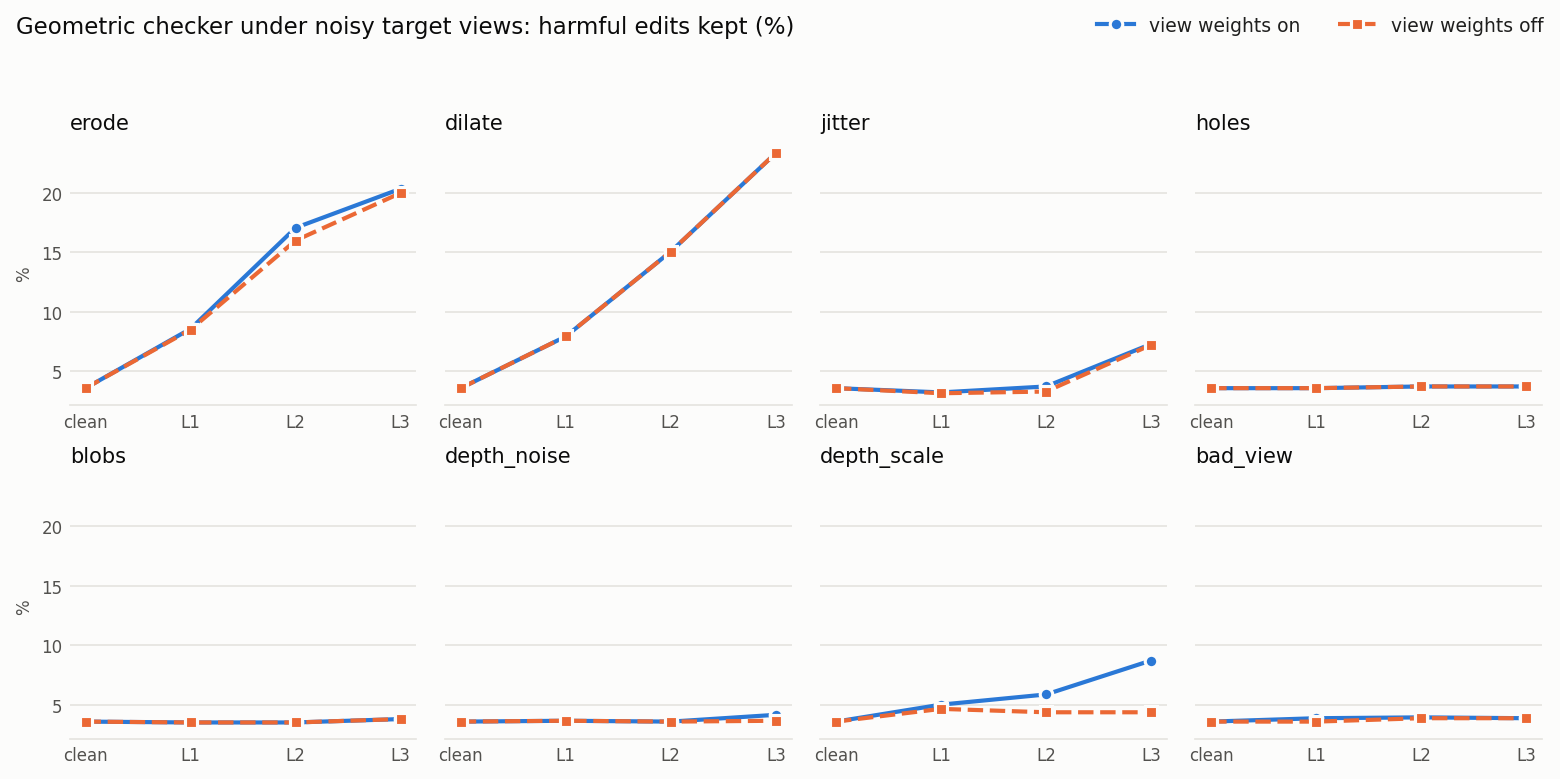 Geometric checker under noisy target views: harmful edits kept (%)
view weights on
view weights off
erode
dilate
jitter
holes
%
20
15
10
5
clean L1 L2 L3
clean L1 L2 L3
clean L1 L2 L3
clean L1 L2 L3
blobs
depth_noise
depth_scale
bad_view
%
20
15
10
5
clean L1 L2 L3
clean L1 L2 L3
clean L1 L2 L3
clean L1 L2 L3